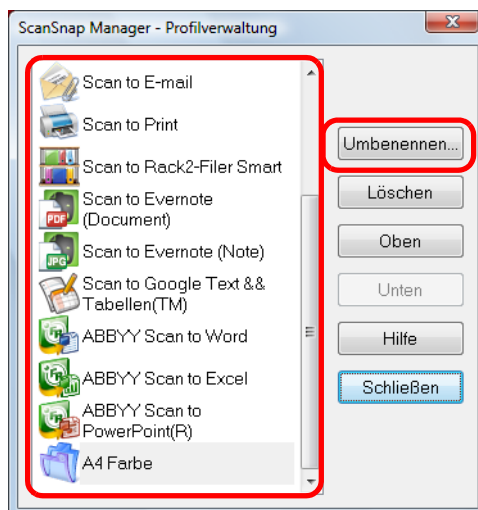 ScanSnap Manager - Profilverwaltung
Scan to E-mail
Scan to Print
Scan to Rack2-Filer Smart
Scan to Evernote
(Document)
Scan to Evernote (Note)
Scan to Google Text &&
Tabellen(TM)
ABBYY Scan to Word
ABBYY Scan to Excel
ABBYY Scan to
PowerPoint(R)
A4 Farbe
Umbenennen...
Löschen
Oben
Unten
Hilfe
Schließen
PDF
JPG